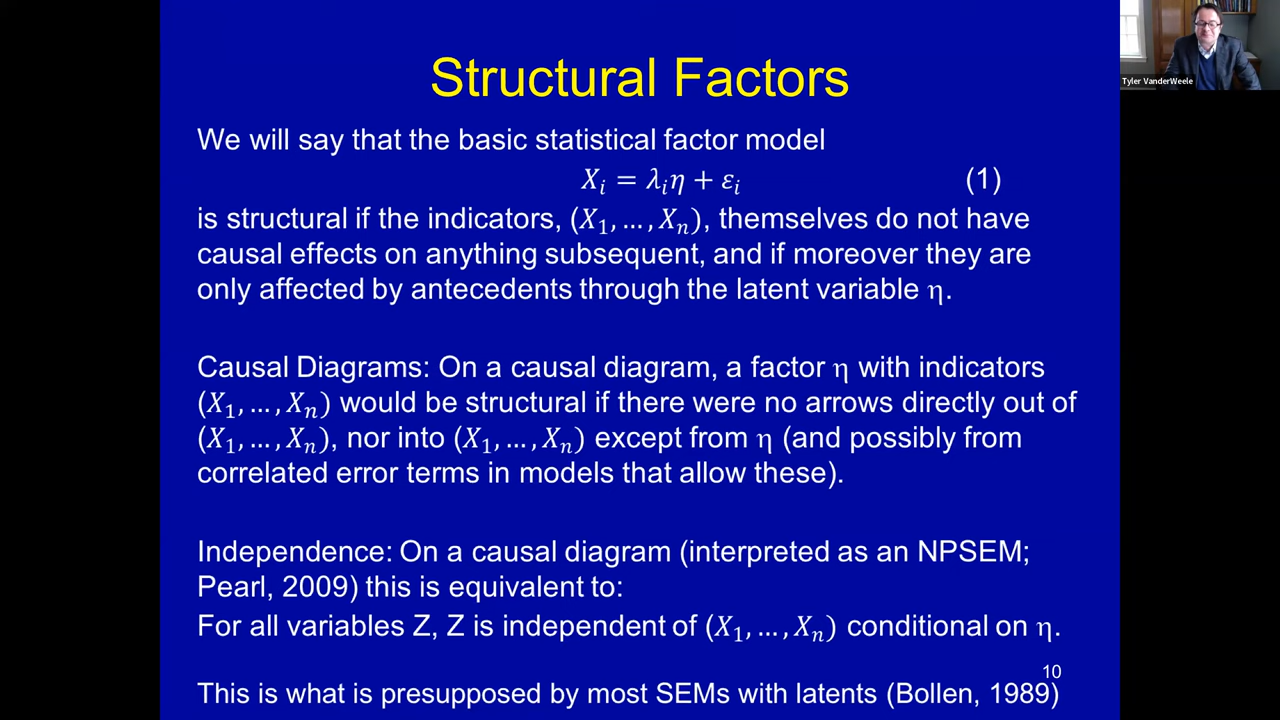 Structural Factors
Tyler VanderWeele
We will say that the basic statistical factor model
Xᵢ = λᵢη + εᵢ (1)
is structural if the indicators, (X₁, …, Xₙ), themselves do not have
causal effects on anything subsequent, and if moreover they are
only affected by antecedents through the latent variable η.
Causal Diagrams: On a causal diagram, a factor η with indicators
(X₁, …, Xₙ) would be structural if there were no arrows directly out of
(X₁, …, Xₙ), nor into (X₁, …, Xₙ) except from η (and possibly from
correlated error terms in models that allow these).
Independence: On a causal diagram (interpreted as an NPSEM;
Pearl, 2009) this is equivalent to:
For all variables Z, Z is independent of (X₁, …, Xₙ) conditional on η.
10
This is what is presupposed by most SEMs with latents (Bollen, 1989)